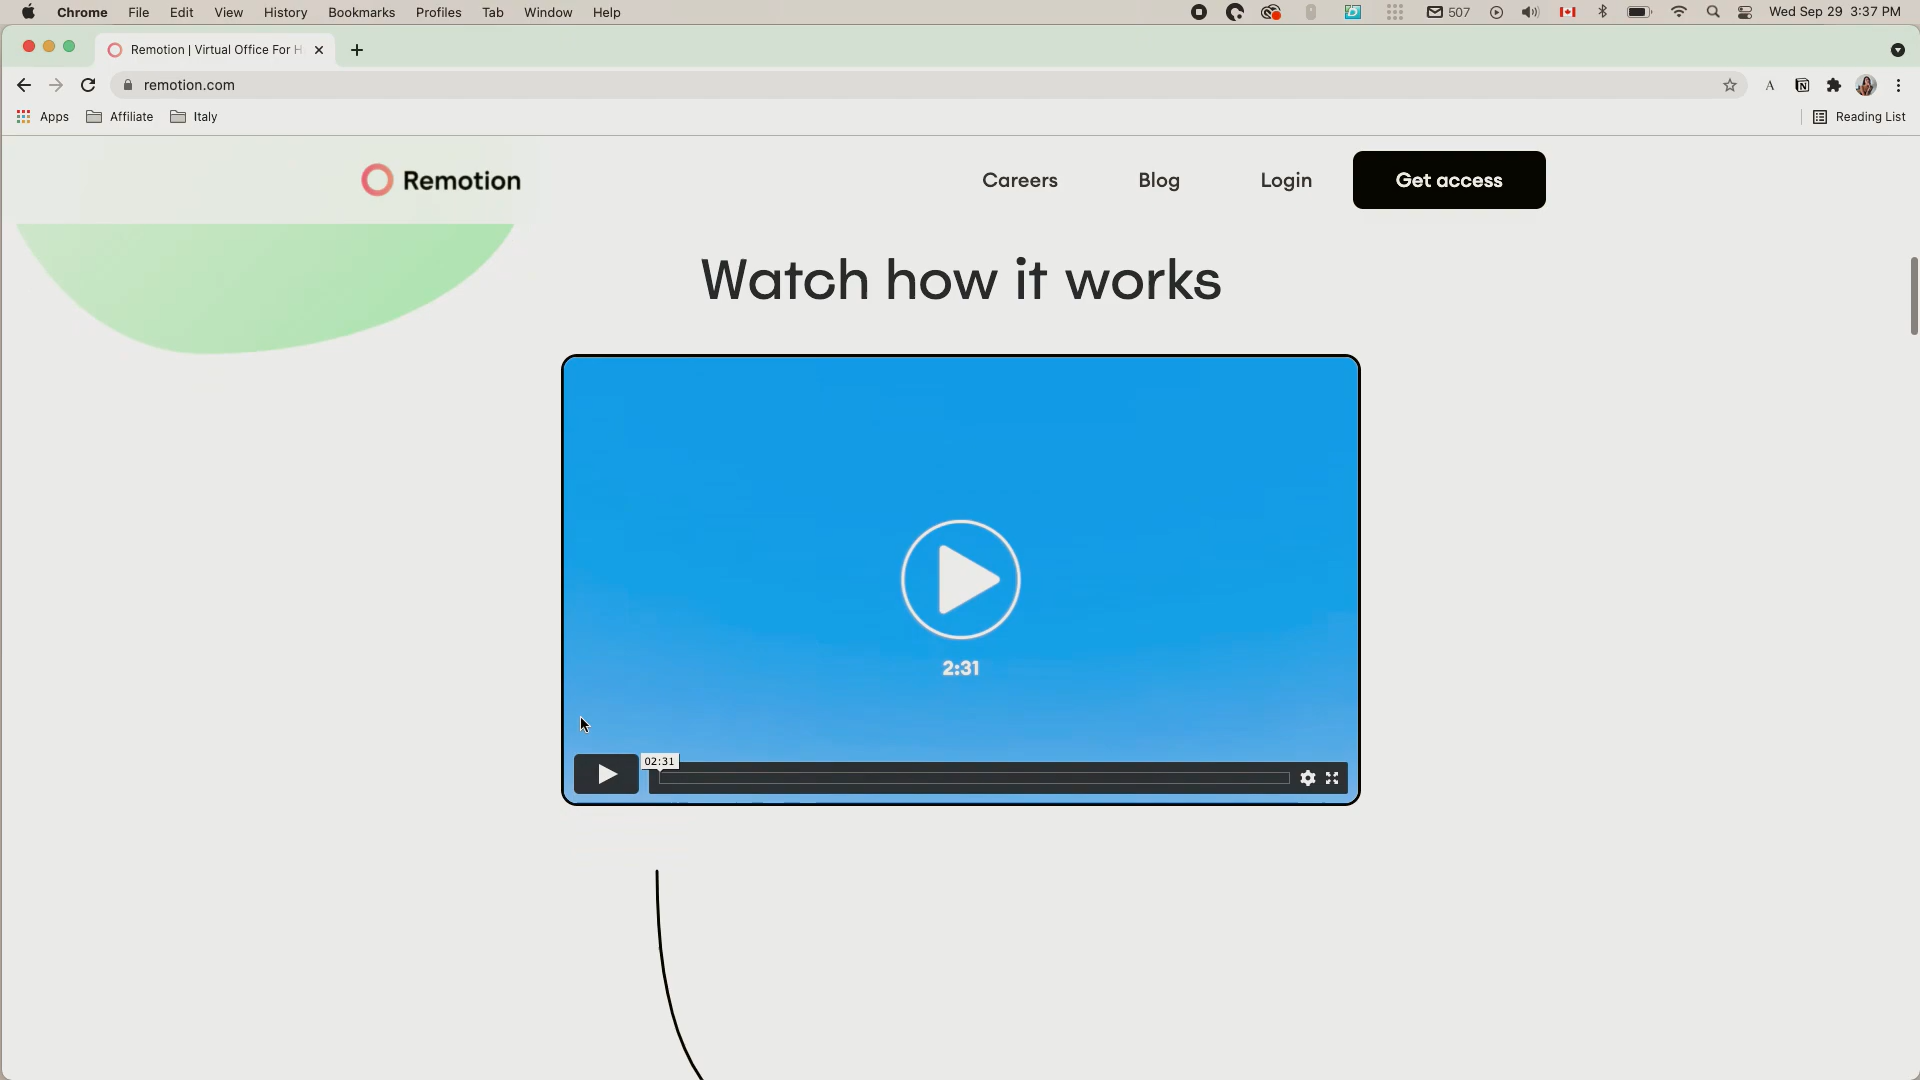 Chrome File Edit View History Bookmarks Profiles Tab Window Help 507 Wed Sep 29 3:37 PM
Remotion | Virtual Office For H
remotion.com
Apps Affiliate Italy Reading List
Remotion Careers Blog Login Get access
Watch how it works
2:31
02:31